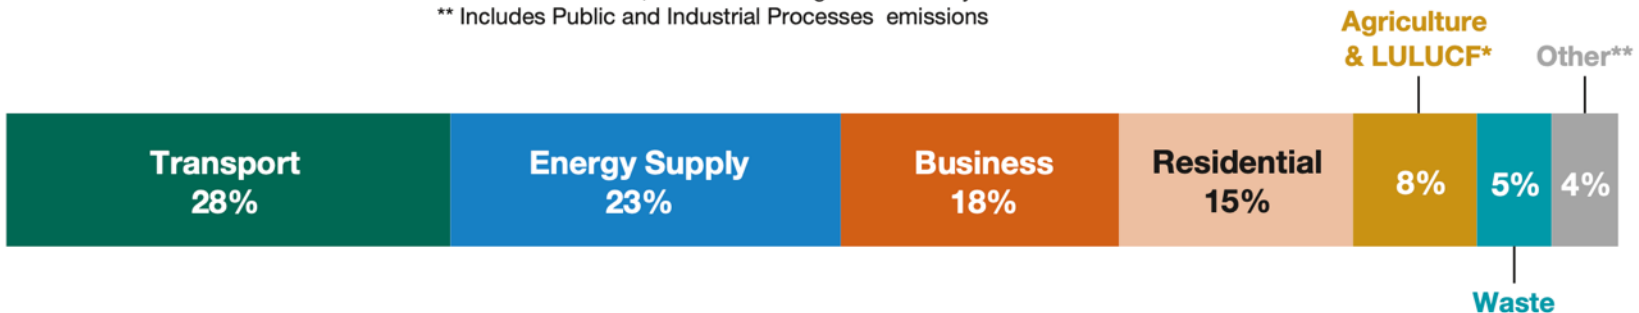 ** Includes Public and Industrial Processes emissions
Agriculture
& LULUCF*
Other**
Transport
28%
Energy Supply
23%
Business
18%
Residential
15%
8%
5%
4%
Waste